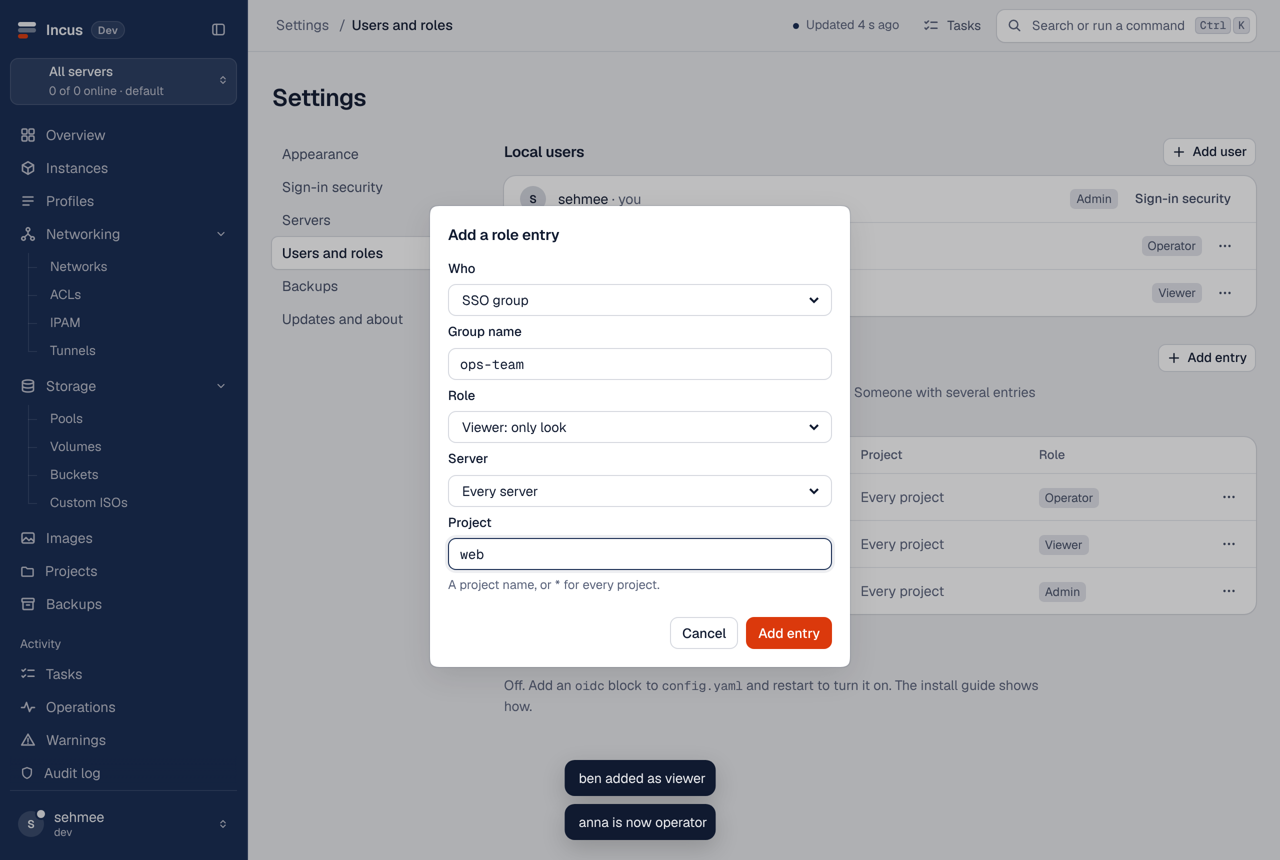 Incus Dev
All servers
0 of 0 online · default
Overview
Instances
Profiles
Networking
Networks
ACLs
IPAM
Tunnels
Storage
Pools
Volumes
Buckets
Custom ISOs
Images
Projects
Backups
Activity
Tasks
Operations
Warnings
Audit log
S
sehmee
dev
Settings / Users and roles
Updated 4 s ago
Tasks
Search or run a command Ctrl K
Settings
Appearance
Sign-in security
Servers
Users and roles
Backups
Updates and about
Local users
+ Add user
S sehmee · you Admin Sign-in security
Operator ···
Viewer ···
+ Add entry
Someone with several entries
Project Role
Every project Operator ···
Every project Viewer ···
Every project Admin ···
Add a role entry
Who
SSO group
Group name
ops-team
Role
Viewer: only look
Server
Every server
Project
web
A project name, or * for every project.
Cancel Add entry
Off. Add an oidc block to config.yaml and restart to turn it on. The install guide shows
how.
ben added as viewer
anna is now operator